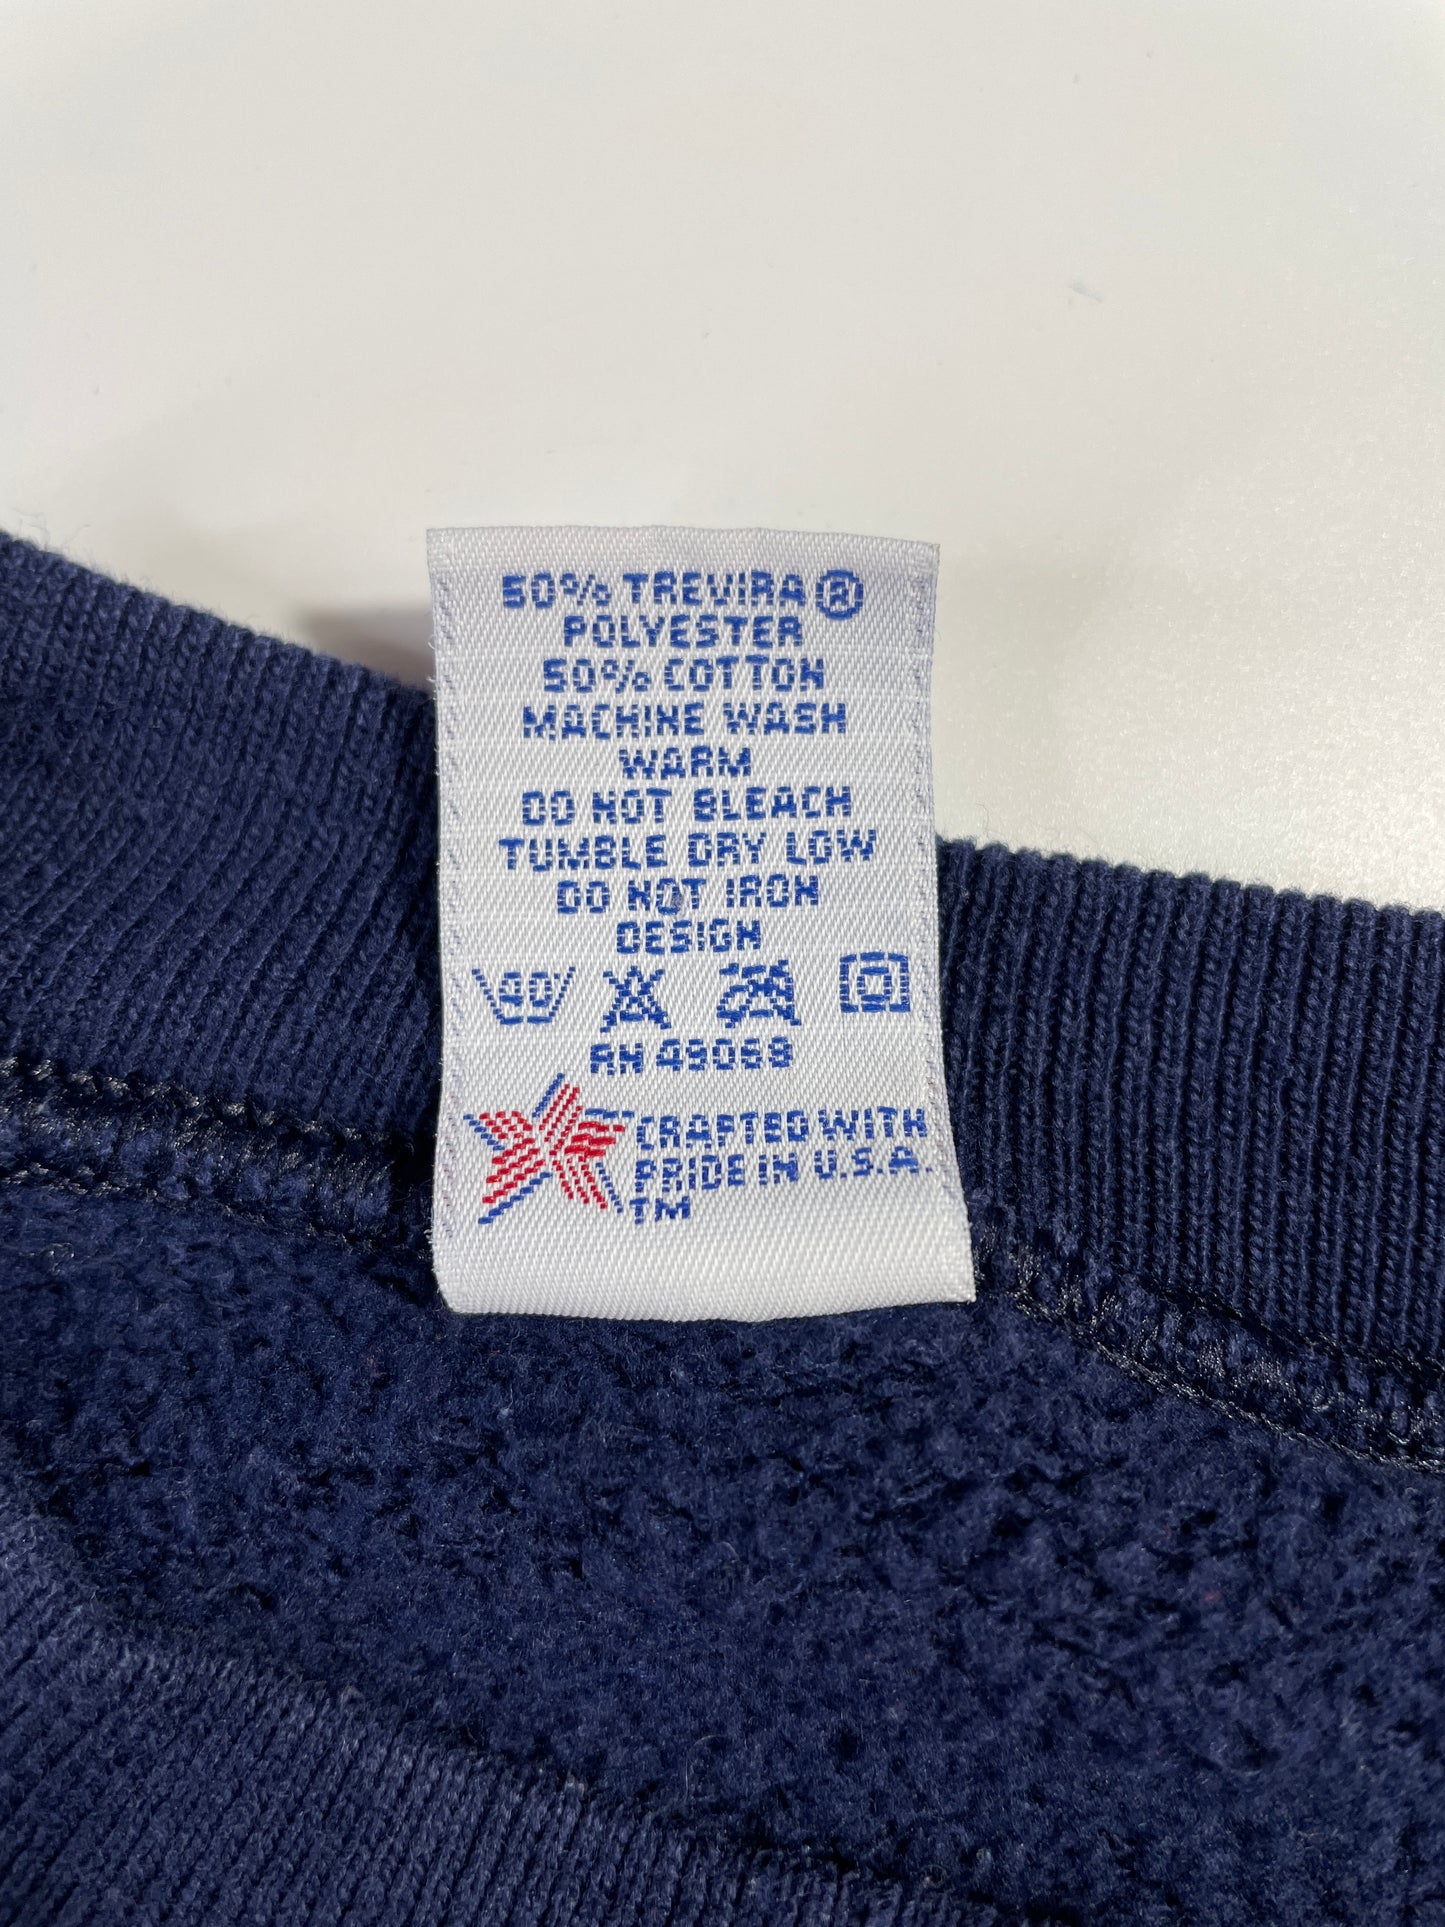 50% TREVIRA®
POLYESTER
50% COTTON
MACHINE WASH
WARM
DO NOT BLEACH
TUMBLE DRY LOW
DO NOT IRON
DESIGN
40
RN 49068
CRAFTED WITH
PRIDE IN U.S.A.
TM